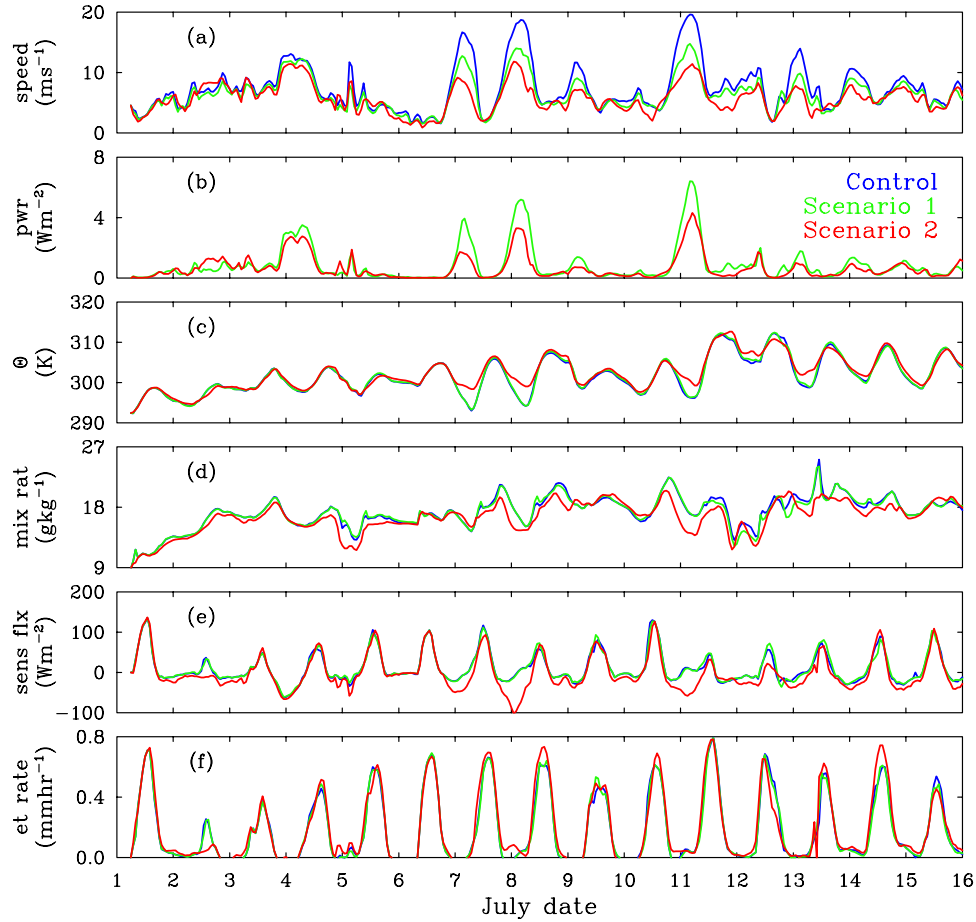 (a)
speed
(ms−1)
20
10
0
(b)
pwr
(Wm−2)
8
4
0
Control
Scenario 1
Scenario 2
(c)
Θ
(K)
320
310
300
290
(d)
mix rat
(gkg−1)
27
18
9
(e)
sens flx
(Wm−2)
200
100
0
−100
(f)
et rate
(mmhr−1)
0.8
0.4
0.0
1 2 3 4 5 6 7 8 9 10 11 12 13 14 15 16
July date